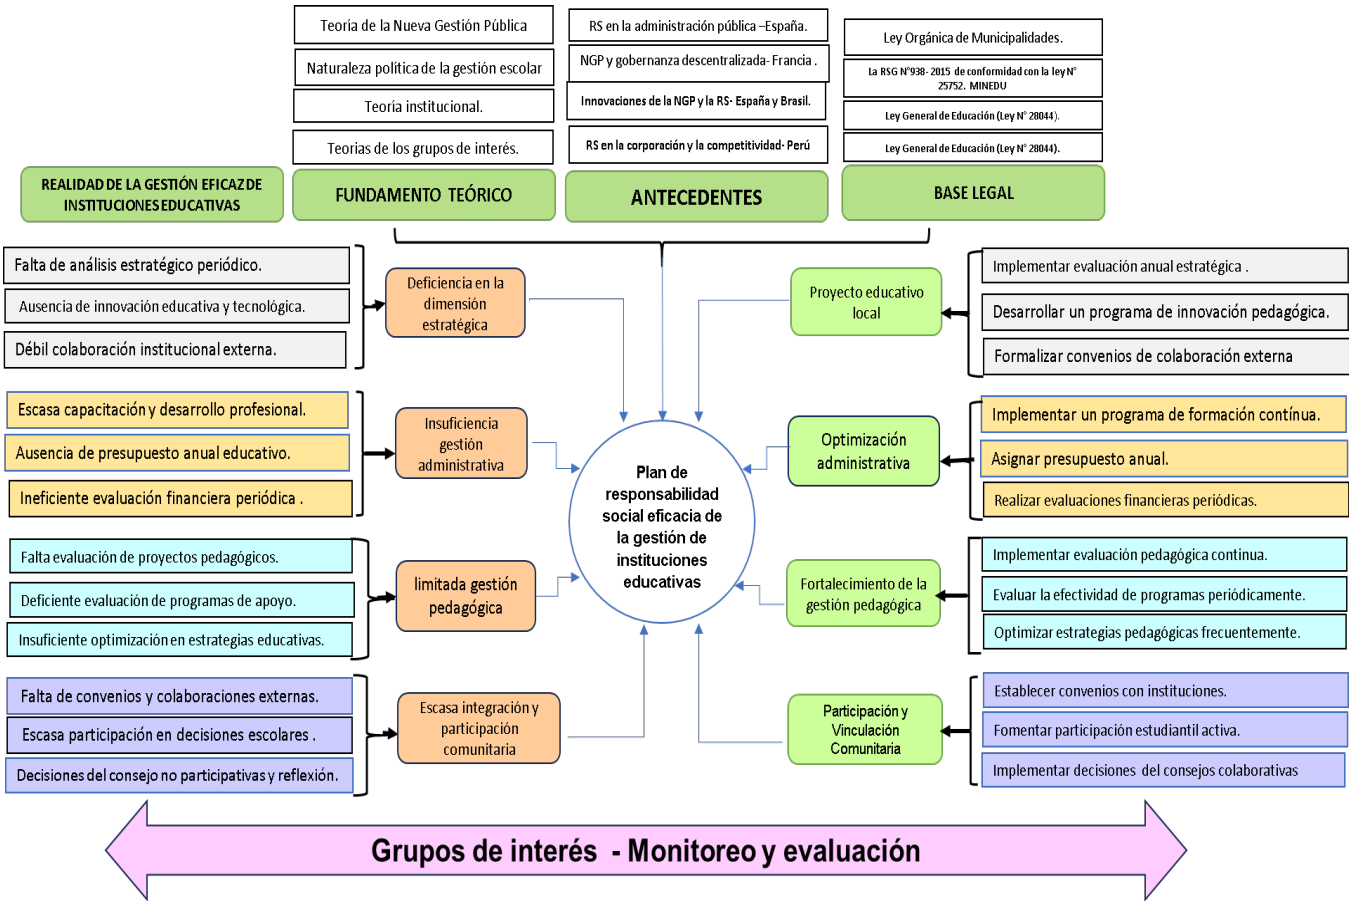 Teoría de la Nueva Gestión Pública
Naturaleza política de la gestión escolar
Teoría institucional.
Teorias de los grupos de interés.
RS en la administración pública –España.
NGP y gobernanza descentralizada- Francia .
Innovaciones de la NGP y la RS- España y Brasil.
RS en la corporación y la competitividad- Perú
Ley Orgánica de Municipalidades.
La RSG N°938- 2015 de conformidad con la ley N°
25752. MINEDU
Ley General de Educación (Ley N° 28044).
Ley General de Educación (Ley N° 28044).
REALIDAD DE LA GESTIÓN EFICAZ DE
INSTITUCIONES EDUCATIVAS
FUNDAMENTO TEÓRICO
ANTECEDENTES
BASE LEGAL
Falta de análisis estratégico periódico.
Ausencia de innovación educativa y tecnológica.
Débil colaboración institucional externa.
Deficiencia en la
dimensión
estratégica
Escasa capacitación y desarrollo profesional.
Ausencia de presupuesto anual educativo.
Ineficiente evaluación financiera periódica .
Insuficiencia
gestión
administrativa
Falta evaluación de proyectos pedagógicos.
Deficiente evaluación de programas de apoyo.
Insuficiente optimización en estrategias educativas.
limitada gestión
pedagógica
Falta de convenios y colaboraciones externas.
Escasa participación en decisiones escolares .
Decisiones del consejo no participativas y reflexión.
Escasa integración y
participación
comunitaria
Plan de
responsabilidad
social eficacia de
la gestión de
instituciones
educativas
Proyecto educativo
local
Implementar evaluación anual estratégica .
Desarrollar un programa de innovación pedagógica.
Formalizar convenios de colaboración externa
Optimización
administrativa
Implementar un programa de formación contínua.
Asignar presupuesto anual.
Realizar evaluaciones financieras periódicas.
Fortalecimiento de la
gestión pedagógica
Implementar evaluación pedagógica continua.
Evaluar la efectividad de programas periódicamente.
Optimizar estrategias pedagógicas frecuentemente.
Participación y
Vinculación
Comunitaria
Establecer convenios con instituciones.
Fomentar participación estudiantil activa.
Implementar decisiones del consejos colaborativas
Grupos de interés - Monitoreo y evaluación